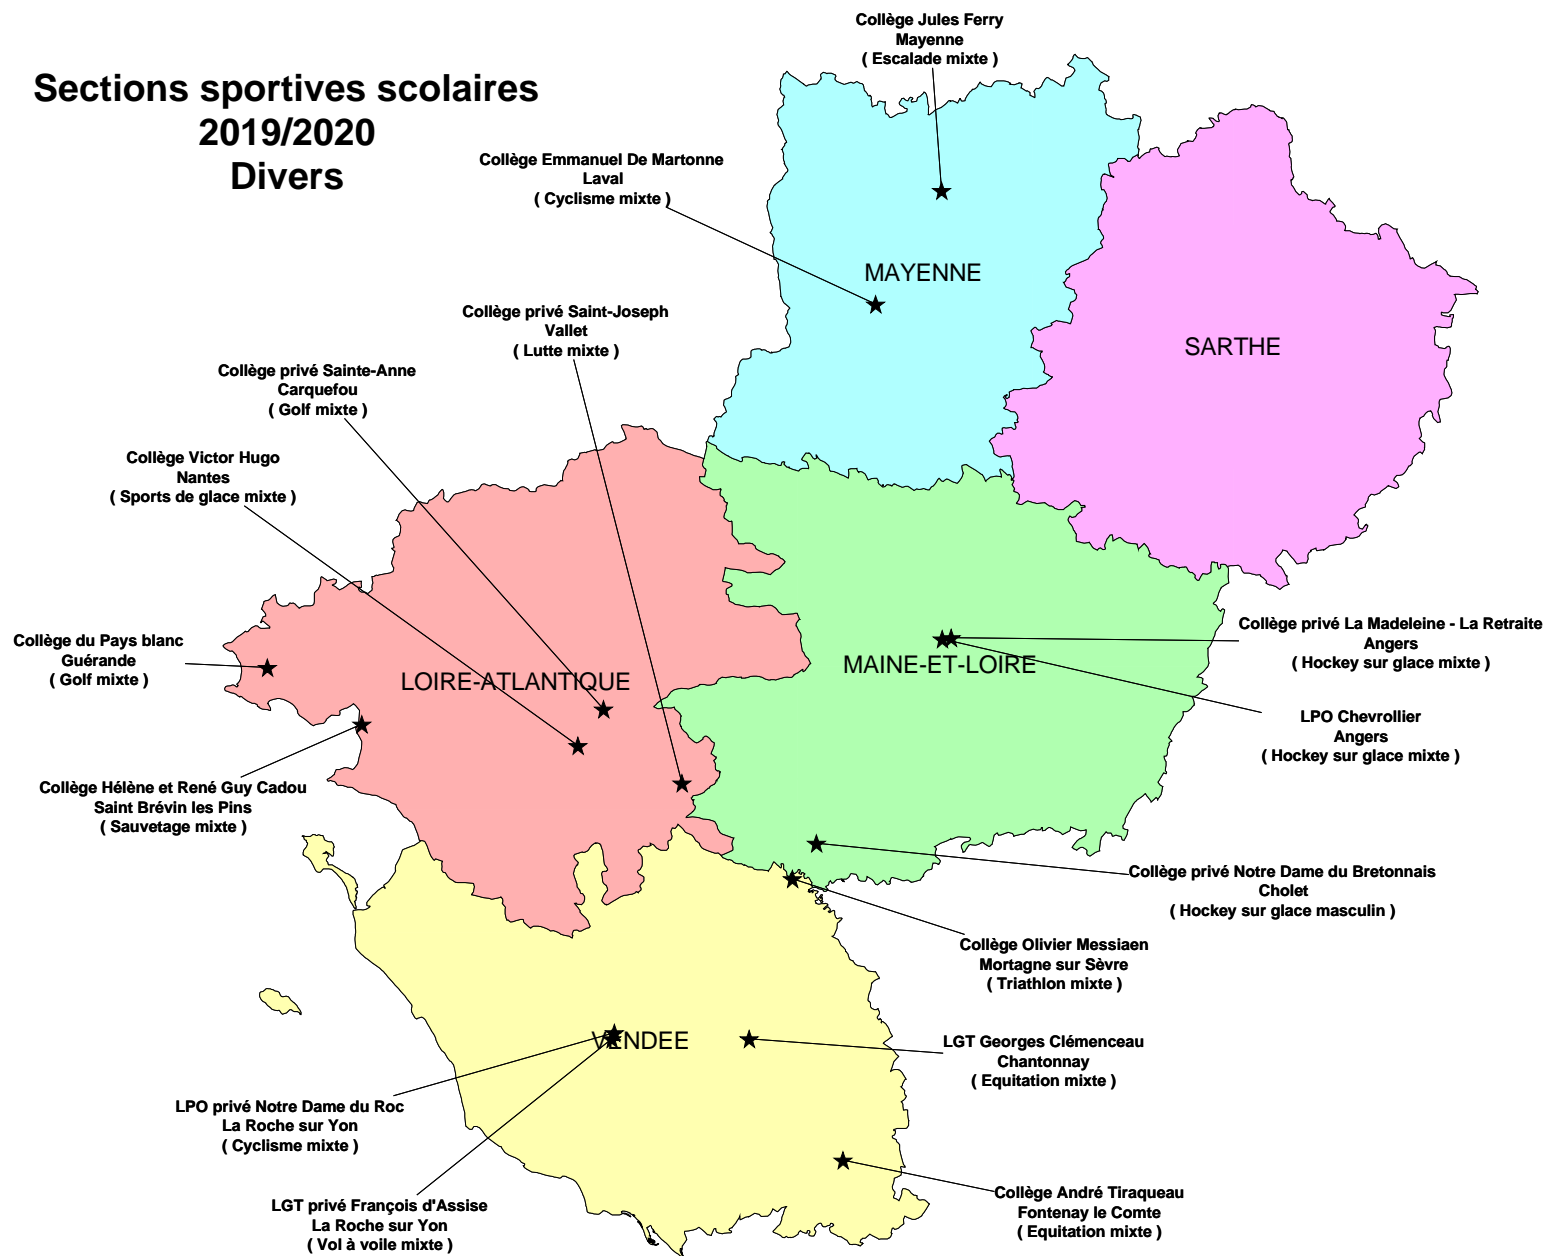 Sections sportives scolaires
2019/2020
Divers
Collège Jules Ferry
Mayenne
( Escalade mixte )
Collège Emmanuel De Martonne
Laval
( Cyclisme mixte )
MAYENNE
SARTHE
Collège privé Saint-Joseph
Vallet
( Lutte mixte )
Collège privé Sainte-Anne
Carquefou
( Golf mixte )
Collège Victor Hugo
Nantes
( Sports de glace mixte )
Collège du Pays blanc
Guérande
( Golf mixte )
LOIRE-ATLANTIQUE
MAINE-ET-LOIRE
Collège privé La Madeleine - La Retraite
Angers
( Hockey sur glace mixte )
LPO Chevrollier
Angers
( Hockey sur glace mixte )
Collège Hélène et René Guy Cadou
Saint Brévin les Pins
( Sauvetage mixte )
Collège privé Notre Dame du Bretonnais
Cholet
( Hockey sur glace masculin )
Collège Olivier Messiaen
Mortagne sur Sèvre
( Triathlon mixte )
VENDEE
LGT Georges Clémenceau
Chantonnay
( Equitation mixte )
LPO privé Notre Dame du Roc
La Roche sur Yon
( Cyclisme mixte )
LGT privé François d'Assise
La Roche sur Yon
( Vol à voile mixte )
Collège André Tiraqueau
Fontenay le Comte
( Equitation mixte )